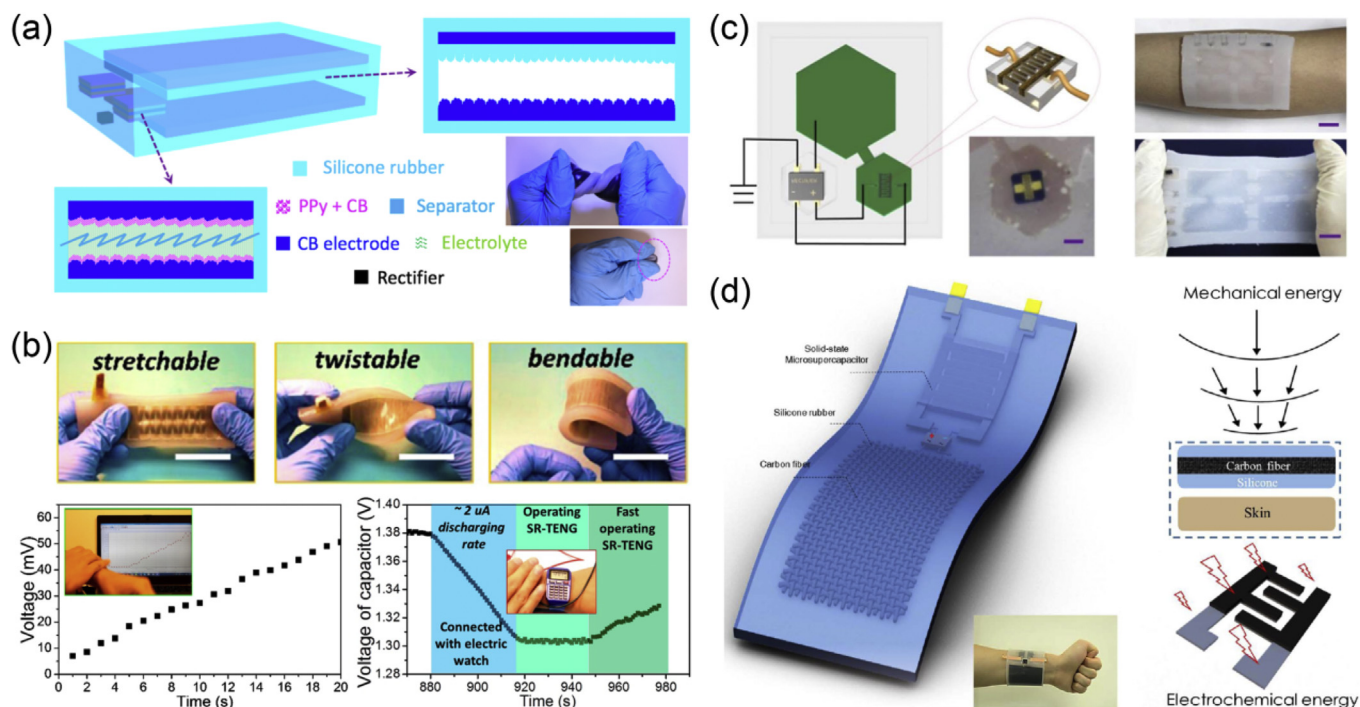 (a)
Silicone rubber
PPy + CB
Separator
CB electrode
Electrolyte
Rectifier
(b)
stretchable
twistable
bendable
Voltage (mV)
60
50
40
30
20
10
0
0 2 4 6 8 10 12 14 16 18 20
Time (s)
Voltage of capacitor (V)
1.40
1.38
1.36
1.34
1.32
1.30
1.28
~ 2 uA
discharging
rate
Operating
SR-TENG
Fast
operating
SR-TENG
Connected
with electric
watch
880 900 920 940 960 980
Time (s)
(c)
- +
(d)
Solid-state
Microsupercapacitor
Silicone rubber
Carbon fiber
Mechanical energy
Carbon fiber
Silicone
Skin
Electrochemical energy